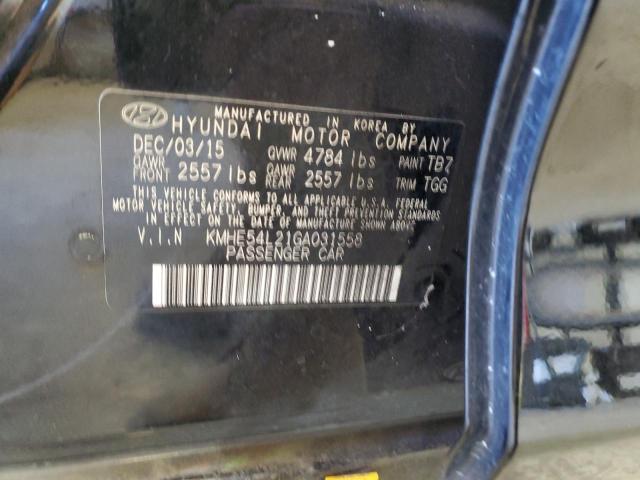 MANUFACTURED IN KOREA BY
HYUNDAI MOTOR COMPANY
DEC/03/15 GVWR 4784 lbs PAINT TB7
GAWR FRONT 2557 lbs GAWR REAR 2557 lbs TRIM TGG
THIS VEHICLE CONFORMS TO ALL APPLICABLE U.S.A. FEDERAL
MOTOR VEHICLE SAFETY, BUMPER, AND THEFT PREVENTION STANDARDS
IN EFFECT ON THE DATE OF MANUFACTURE SHOWN ABOVE.
V.I.N KMHE54L21GA031558
PASSENGER CAR